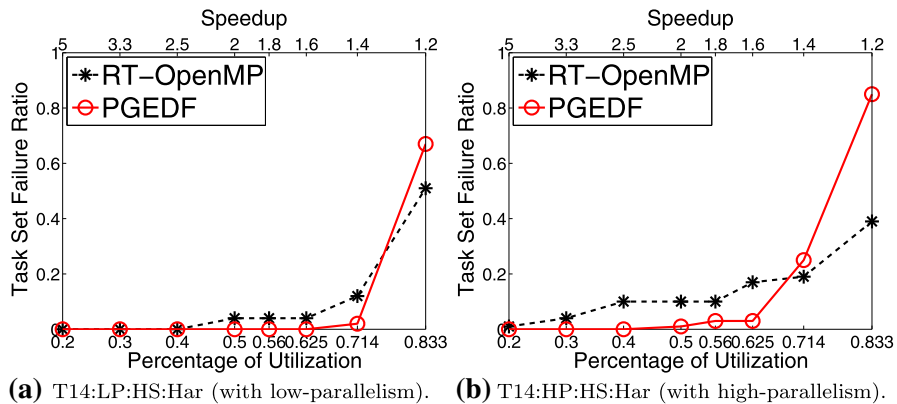 Speedup
5 3.3 2.5 2 1.8 1.6 1.4 1.2
1
RT-OpenMP
PGEDF
0.8
0.6
0.4
0.2
0
Task Set Failure Ratio
0.2 0.3 0.4 0.5 0.56 0.625 0.714 0.833
Percentage of Utilization
(a) T14:LP:HS:Har (with low-parallelism).
Speedup
5 3.3 2.5 2 1.8 1.6 1.4 1.2
1
RT-OpenMP
PGEDF
0.8
0.6
0.4
0.2
0
Task Set Failure Ratio
0.2 0.3 0.4 0.5 0.56 0.625 0.714 0.833
Percentage of Utilization
(b) T14:HP:HS:Har (with high-parallelism).